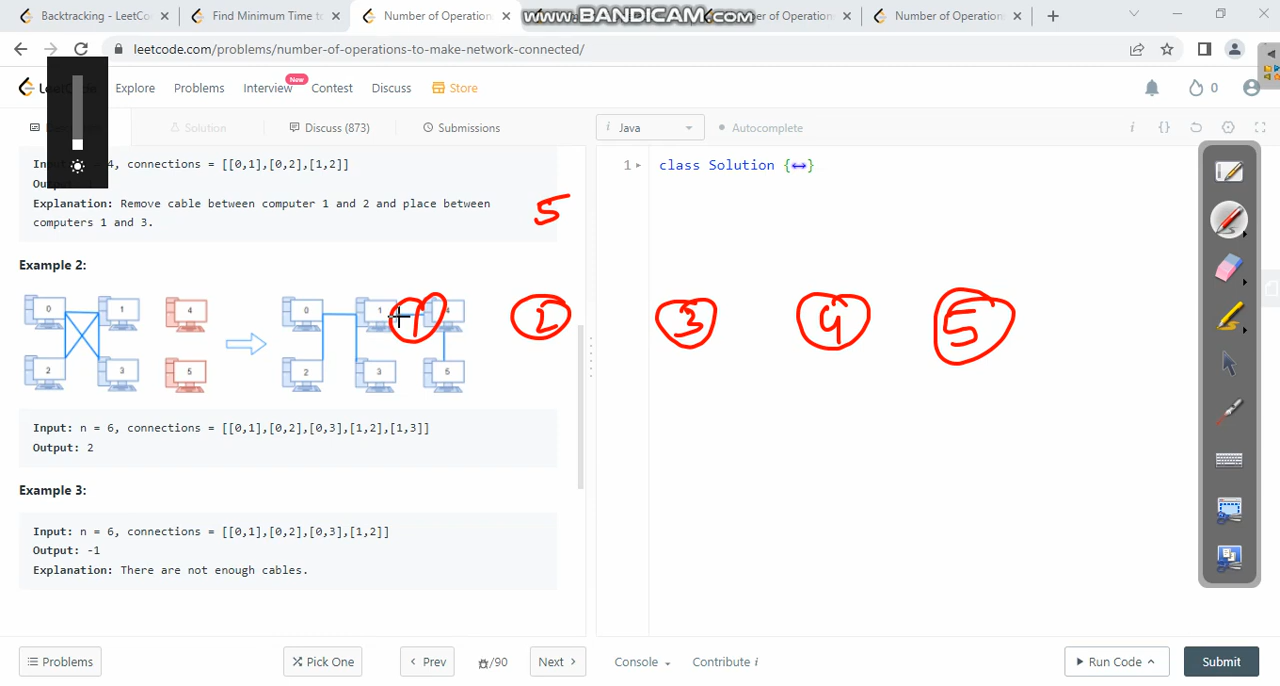 Backtracking - LeetCo
Find Minimum Time to
Number of Operation
www.BANDICAM.com
er of Operation
Number of Operation
leetcode.com/problems/number-of-operations-to-make-network-connected/
Explore
Problems
Interview
New
Contest
Discuss
Store
0
Solution
Discuss (873)
Submissions
i Java
Autocomplete
4, connections = [[0,1],[0,2],[1,2]]
Explanation: Remove cable between computer 1 and 2 and place between
computers 1 and 3.
5
1 class Solution {↔}
Example 2:
0 1 4 0 1 4
2 3 5 2 3 5
1 2 3 4 5
Input: n = 6, connections = [[0,1],[0,2],[0,3],[1,2],[1,3]]
Output: 2
Example 3:
Input: n = 6, connections = [[0,1],[0,2],[0,3],[1,2]]
Output: -1
Explanation: There are not enough cables.
Problems
Pick One
Prev
/90
Next
Console
Contribute i
Run Code
Submit